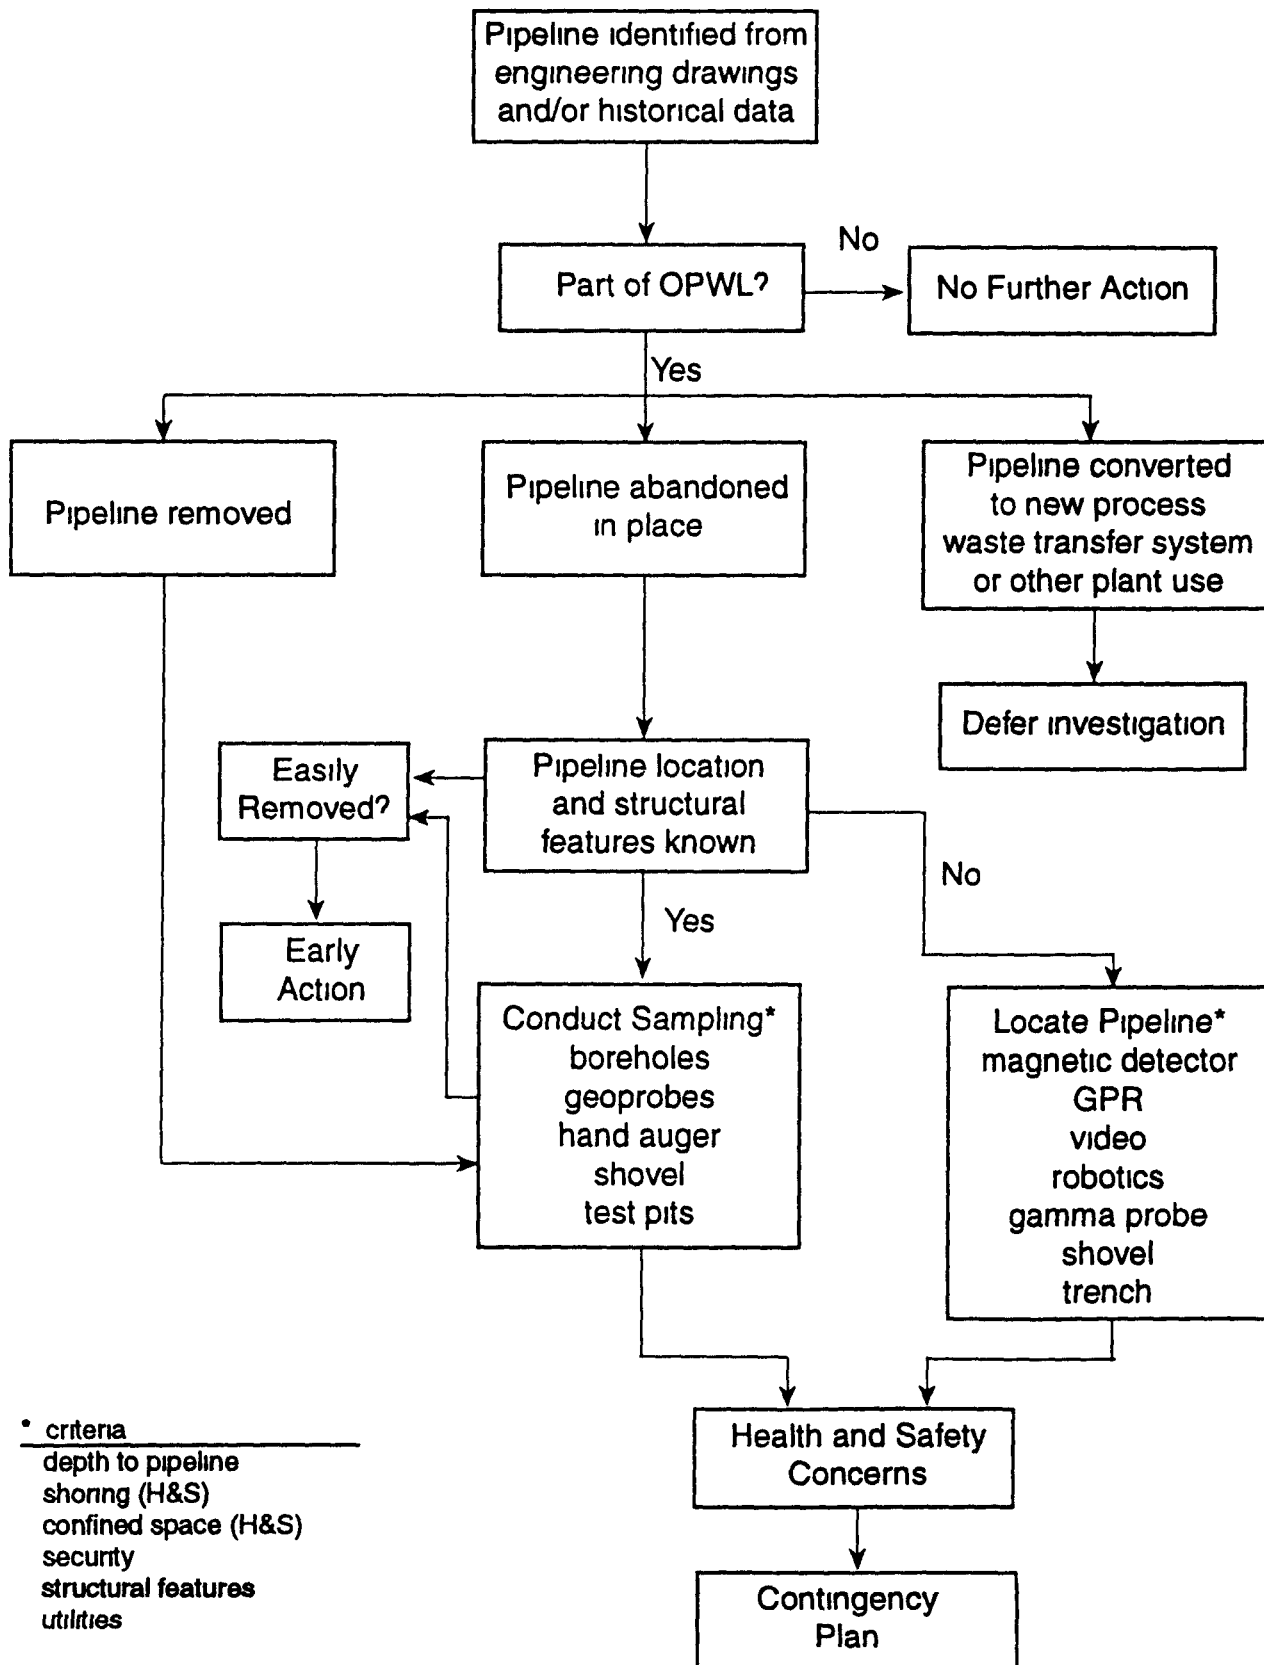 Pipeline identified from
engineering drawings
and/or historical data
No
Part of OPWL?
No Further Action
Yes
Pipeline removed
Pipeline abandoned
in place
Pipeline converted
to new process
waste transfer system
or other plant use
Defer investigation
Easily
Removed?
Pipeline location
and structural
features known
No
Yes
Early
Action
Conduct Sampling*
boreholes
geoprobes
hand auger
shovel
test pits
Locate Pipeline*
magnetic detector
GPR
video
robotics
gamma probe
shovel
trench
Health and Safety
Concerns
Contingency
Plan
* criteria
depth to pipeline
shoring (H&S)
confined space (H&S)
security
structural features
utilities